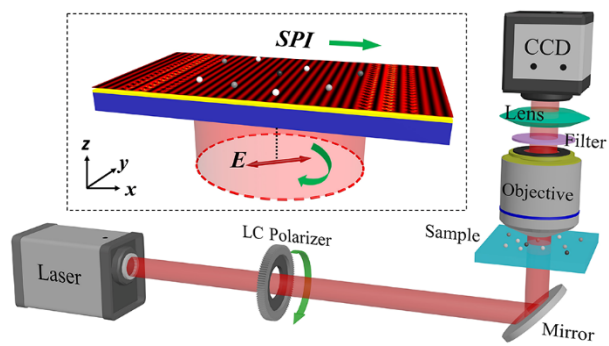 SPI
CCD
Lens
Filter
z
y
x
E
Objective
LC Polarizer
Sample
Laser
Mirror